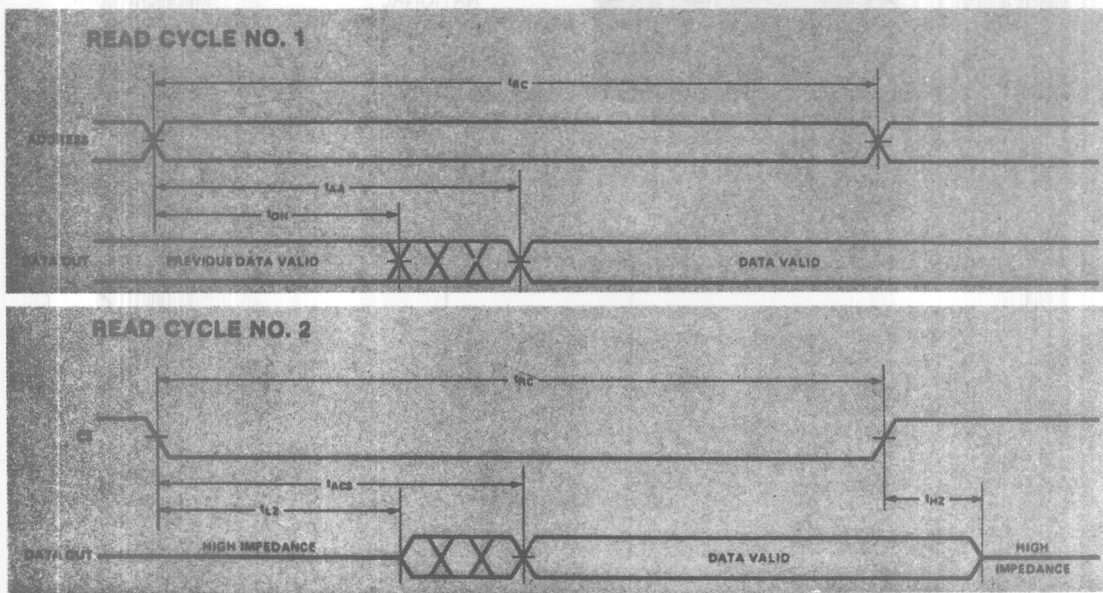 READ CYCLE NO. 1
tRC
ADDRESS
tAA
tOH
DATA OUT
PREVIOUS DATA VALID
DATA VALID
READ CYCLE NO. 2
tRC
CS
tACS
tLZ
tHZ
DATA OUT
HIGH IMPEDANCE
DATA VALID
HIGH
IMPEDANCE